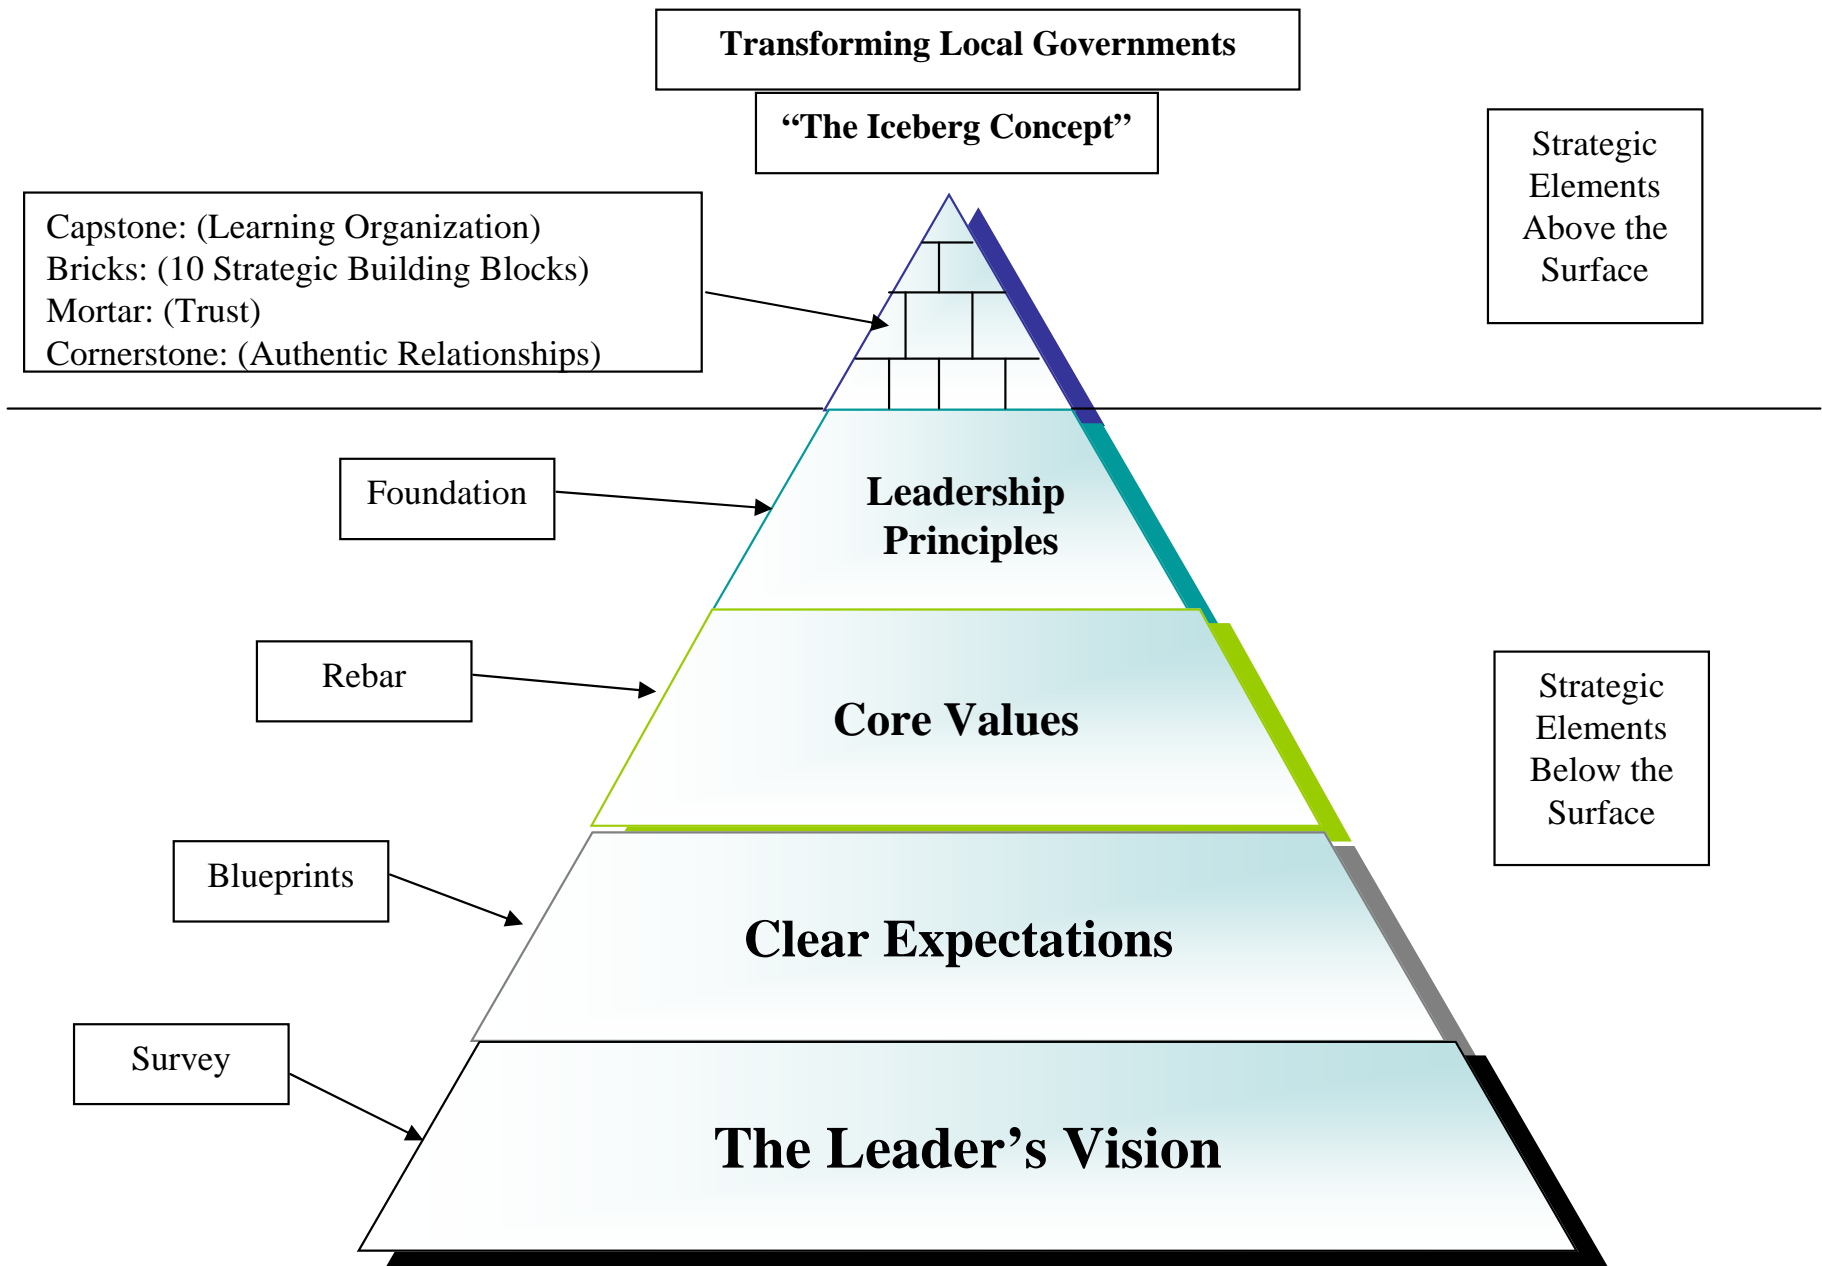 Transforming Local Governments
“The Iceberg Concept”
Strategic
Elements
Above the
Surface
Capstone: (Learning Organization)
Bricks: (10 Strategic Building Blocks)
Mortar: (Trust)
Cornerstone: (Authentic Relationships)
Foundation
Leadership
Principles
Rebar
Core Values
Strategic
Elements
Below the
Surface
Blueprints
Clear Expectations
Survey
The Leader’s Vision